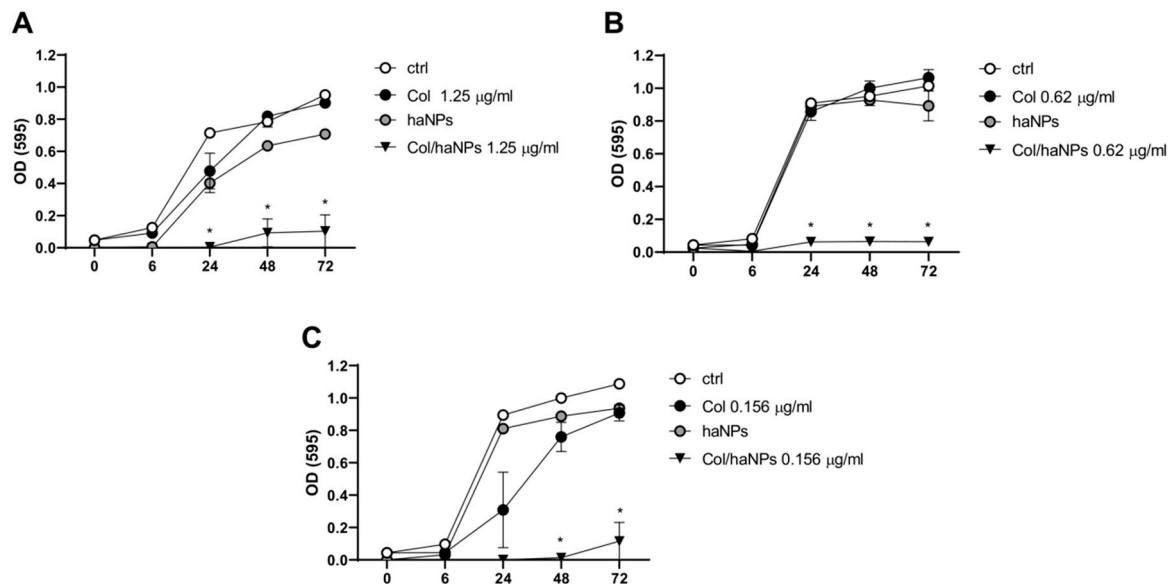 A
1.2
1.0
0.8
0.6
0.4
0.2
0.0
OD (595)
0 6 24 48 72
* * *
ctrl
Col 1.25 µg/ml
haNPs
Col/haNPs 1.25 µg/ml
B
1.2
1.0
0.8
0.6
0.4
0.2
0.0
OD (595)
0 6 24 48 72
* * *
ctrl
Col 0.62 µg/ml
haNPs
Col/haNPs 0.62 µg/ml
C
1.2
1.0
0.8
0.6
0.4
0.2
0.0
OD (595)
0 6 24 48 72
* *
ctrl
Col 0.156 µg/ml
haNPs
Col/haNPs 0.156 µg/ml